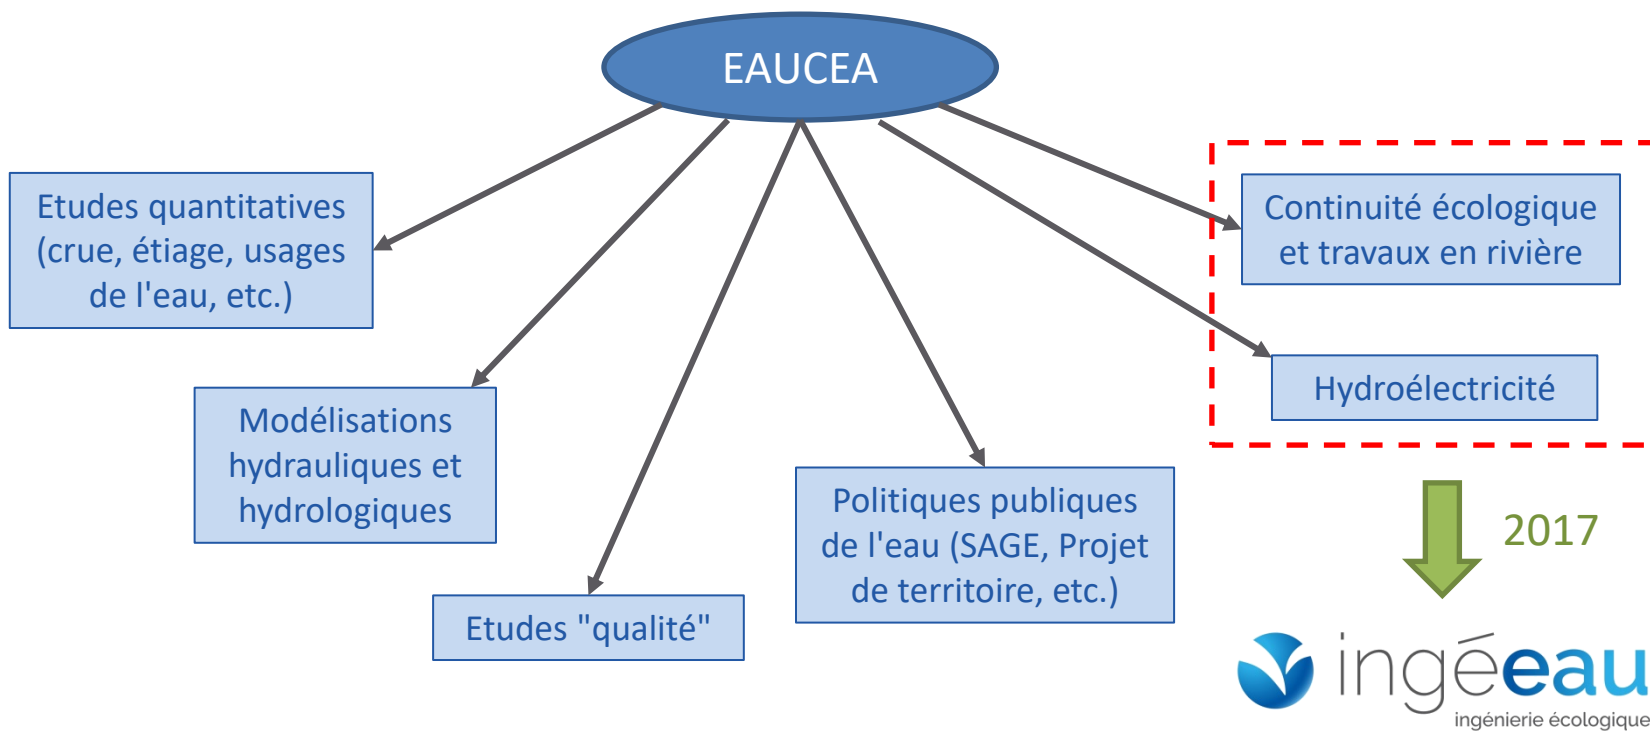 EAUCEA
Etudes quantitatives
(crue, étiage, usages
de l'eau, etc.)
Modélisations
hydrauliques et
hydrologiques
Etudes "qualité"
Politiques publiques
de l'eau (SAGE, Projet
de territoire, etc.)
Continuité écologique
et travaux en rivière
Hydroélectricité
2017
ingéeau
ingénierie écologique